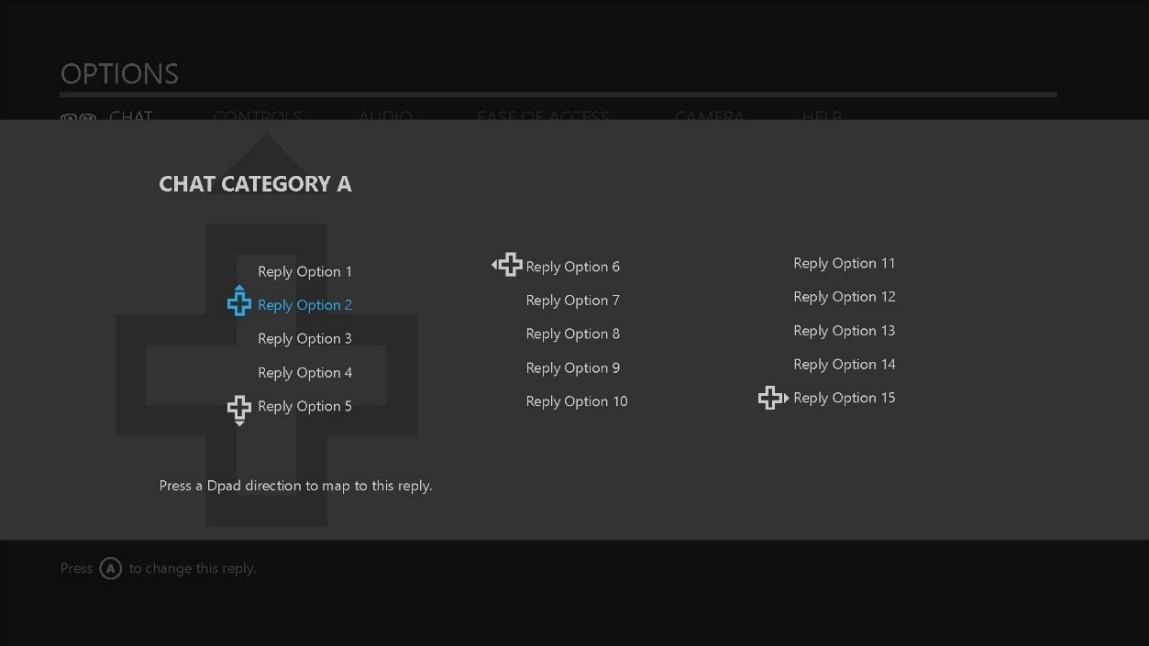 OPTIONS
CHAT CONTROLS AUDIO EASE OF ACCESS CAMERA HELP
CHAT CATEGORY A
Reply Option 1
Reply Option 2
Reply Option 3
Reply Option 4
Reply Option 5
Reply Option 6
Reply Option 7
Reply Option 8
Reply Option 9
Reply Option 10
Reply Option 11
Reply Option 12
Reply Option 13
Reply Option 14
Reply Option 15
Press a Dpad direction to map to this reply.
Press A to change this reply.